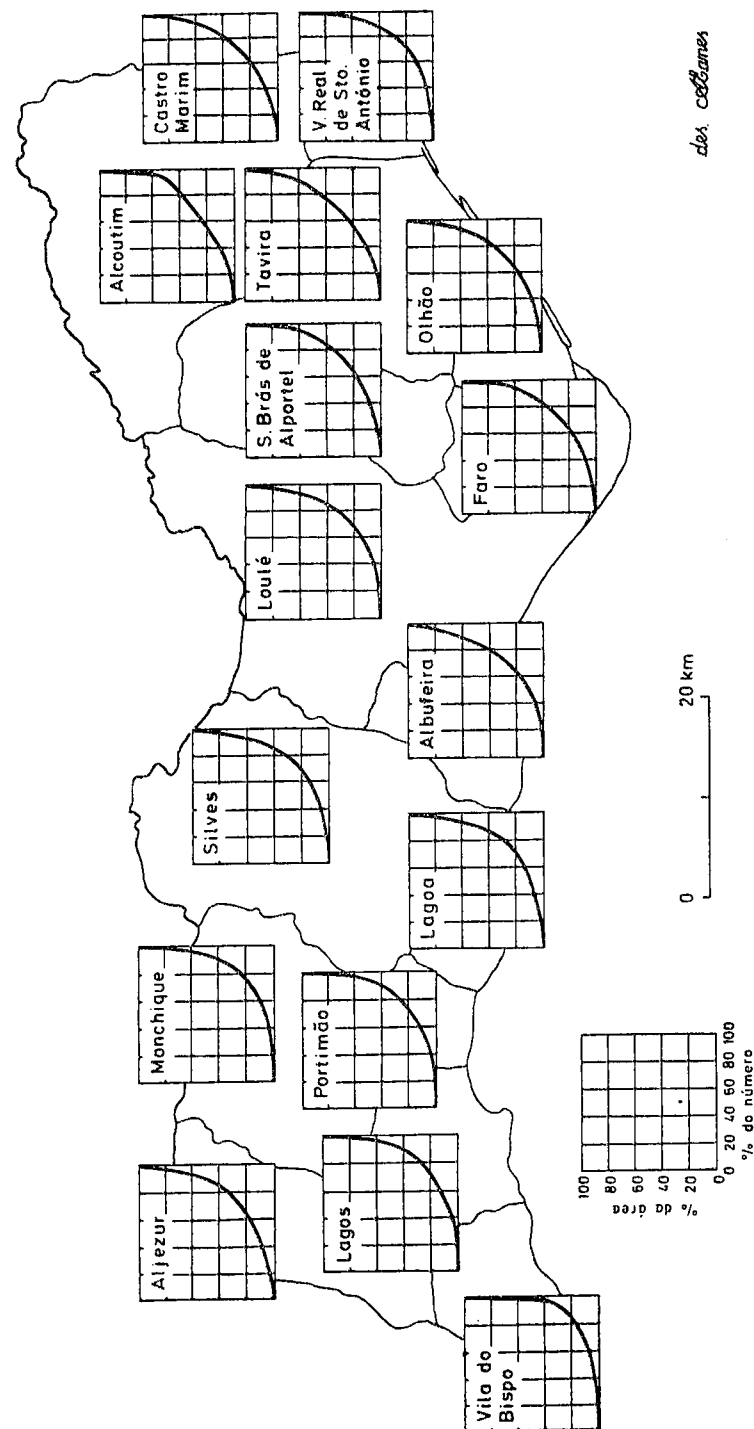 Castro
Marim
V. Real
de Sto.
António
Alcoutim
Tavira
Olhão
S. Brás de
Alportel
Faro
Loulé
Albufeira
Silves
Lagoa
Monchique
Portimão
Aljezur
Lagos
Vila do
Bispo
0 20 km
100
80
60
40
20
0
% da área
0 20 40 60 80 100
% do número
des.